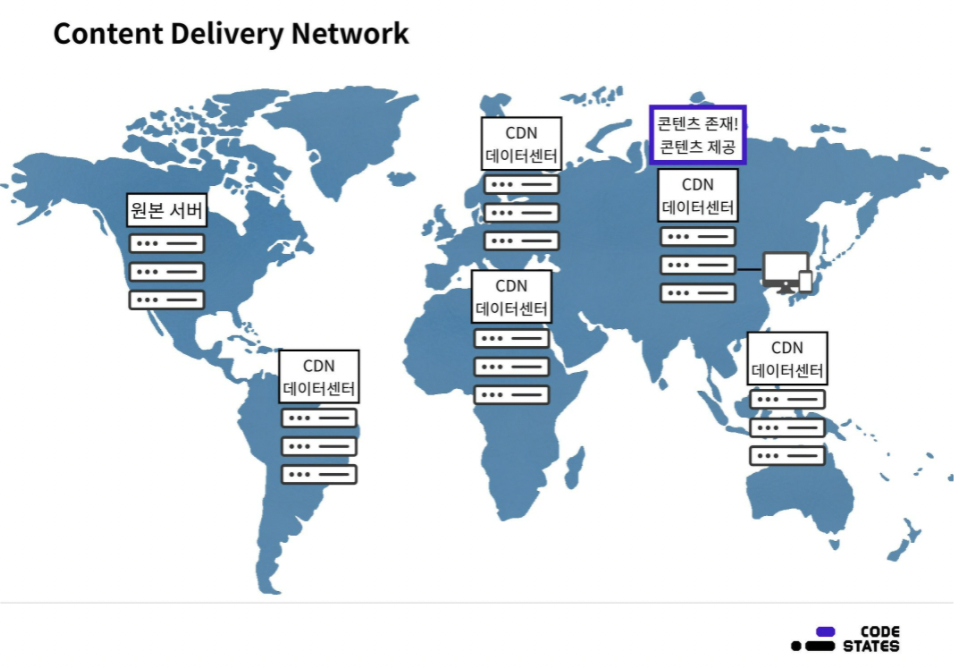 Content Delivery Network
콘텐츠 존재!
콘텐츠 제공
CDN
데이터센터
CDN
데이터센터
원본 서버
CDN
데이터센터
CDN
데이터센터
CDN
데이터센터
CODE
STATES